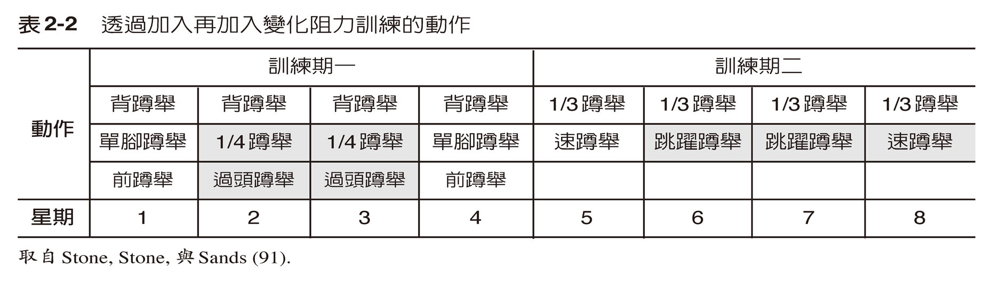 表2-2 透過加入再加入變化阻力訓練的動作
訓練期一 訓練期二
動作
背蹲舉 背蹲舉 背蹲舉 背蹲舉 1/3蹲舉 1/3蹲舉 1/3蹲舉 1/3蹲舉
單腳蹲舉 1/4蹲舉 1/4蹲舉 單腳蹲舉 速蹲舉 跳躍蹲舉 跳躍蹲舉 速蹲舉
前蹲舉 過頭蹲舉 過頭蹲舉 前蹲舉
星期 1 2 3 4 5 6 7 8
取自 Stone, Stone, 與 Sands (91).